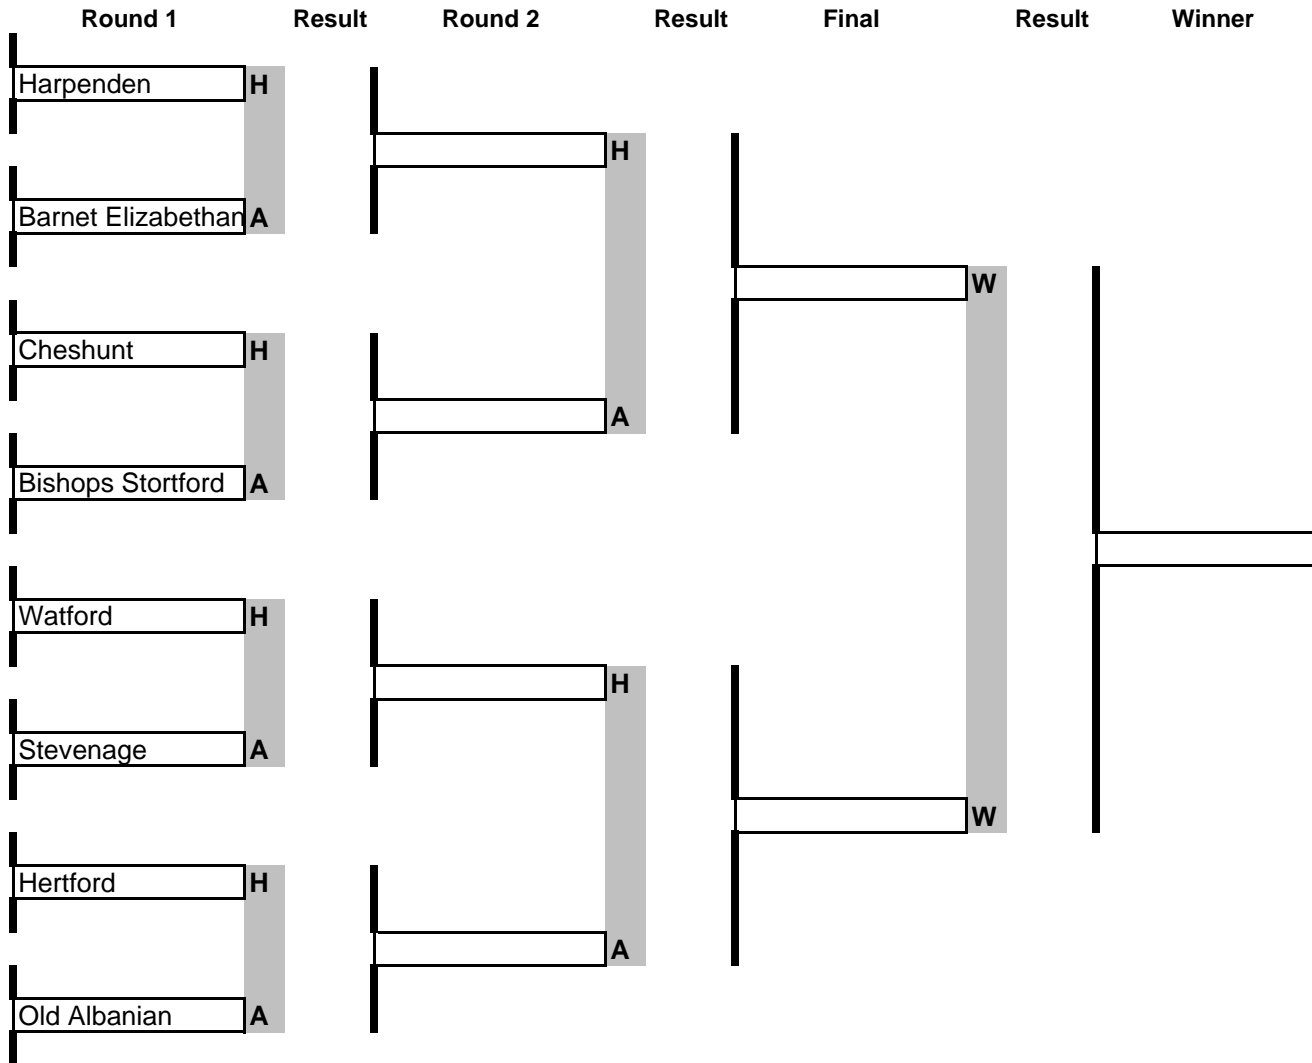 Round 1 Result Round 2 Result Final Result Winner
Harpenden H
H
Barnet Elizabethan A
W
Cheshunt H
A
Bishops Stortford A
Watford H
H
Stevenage A
W
Hertford H
A
Old Albanian A